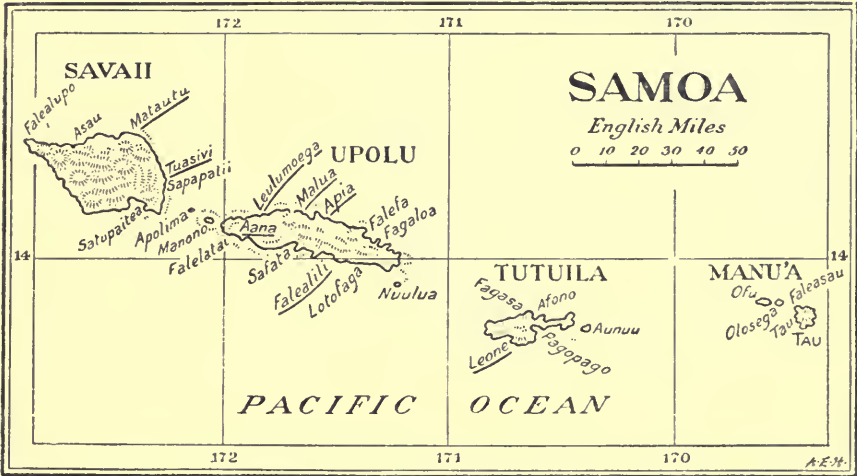 172
171
170
SAVAII
SAMOA
English Miles
0 10 20 30 40 50
Falealupo
Asau
Matautu
Tuasivi
Sapapalii
Satupaitea
Apolima
Manono
Falelatai
UPOLU
Leulumoega
Malua
Apia
Falefa
Fagaloa
Aana
Safata
Falealili
Lotofaga
Nuulua
14
14
TUTUILA
Fagasa
Afono
Aunuu
Leone
Pagopago
MANU'A
Ofu
Olosega
Faleasau
Tau
TAU
PACIFIC OCEAN
172
171
170
A.E.H.